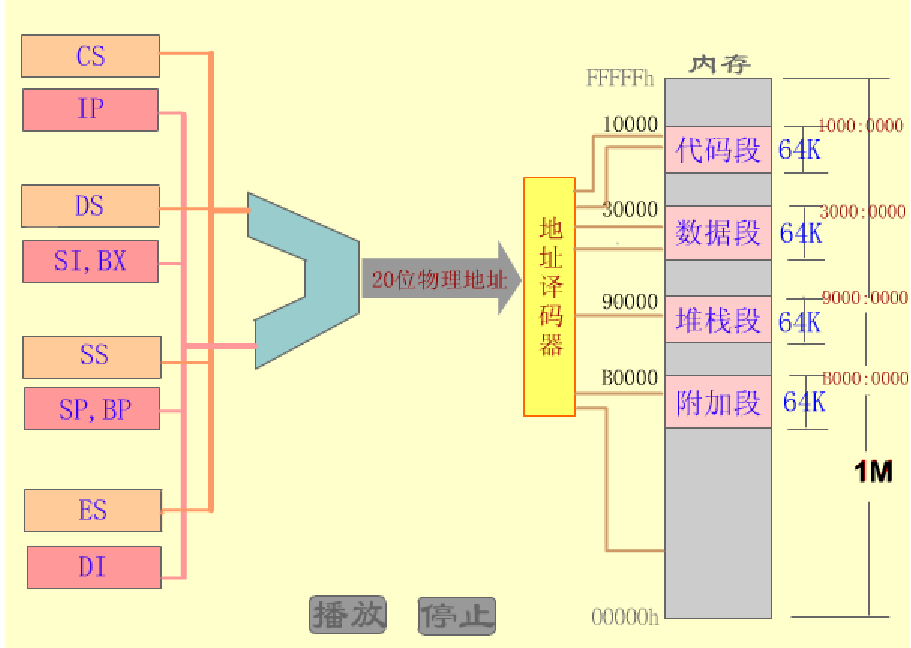 CS
IP
DS
SI,BX
SS
SP,BP
ES
DI
20位物理地址
地址译码器
内存
FFFFFh
10000
代码段
64K
1000:0000
30000
数据段
64K
3000:0000
90000
堆栈段
64K
9000:0000
B0000
附加段
64K
B000:0000
1M
00000h
播放
停止